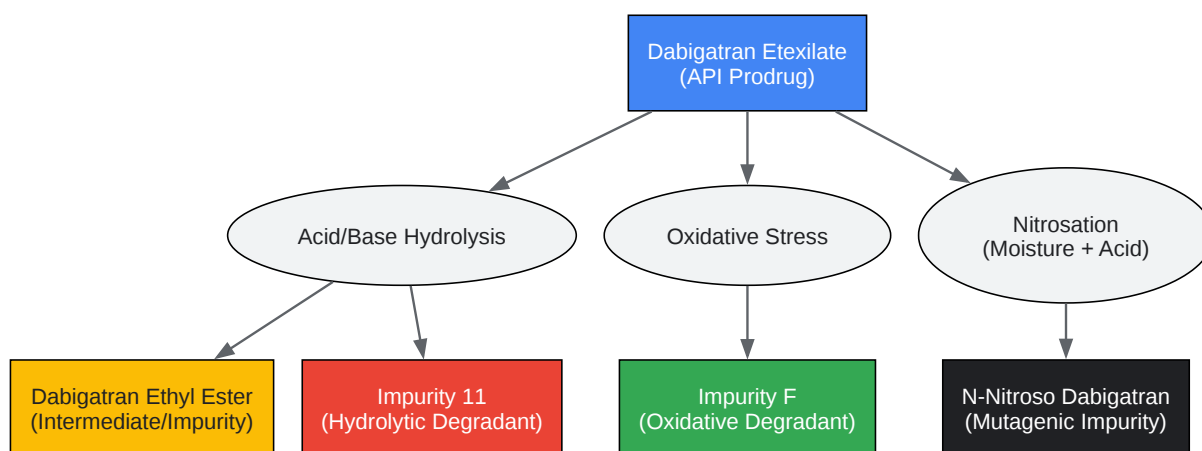 Dabigatran Etexilate
(API Prodrug)
Acid/Base Hydrolysis
Oxidative Stress
Nitrosation
(Moisture + Acid)
Dabigatran Ethyl Ester
(Intermediate/Impurity)
Impurity 11
(Hydrolytic Degradant)
Impurity F
(Oxidative Degradant)
N-Nitroso Dabigatran
(Mutagenic Impurity)